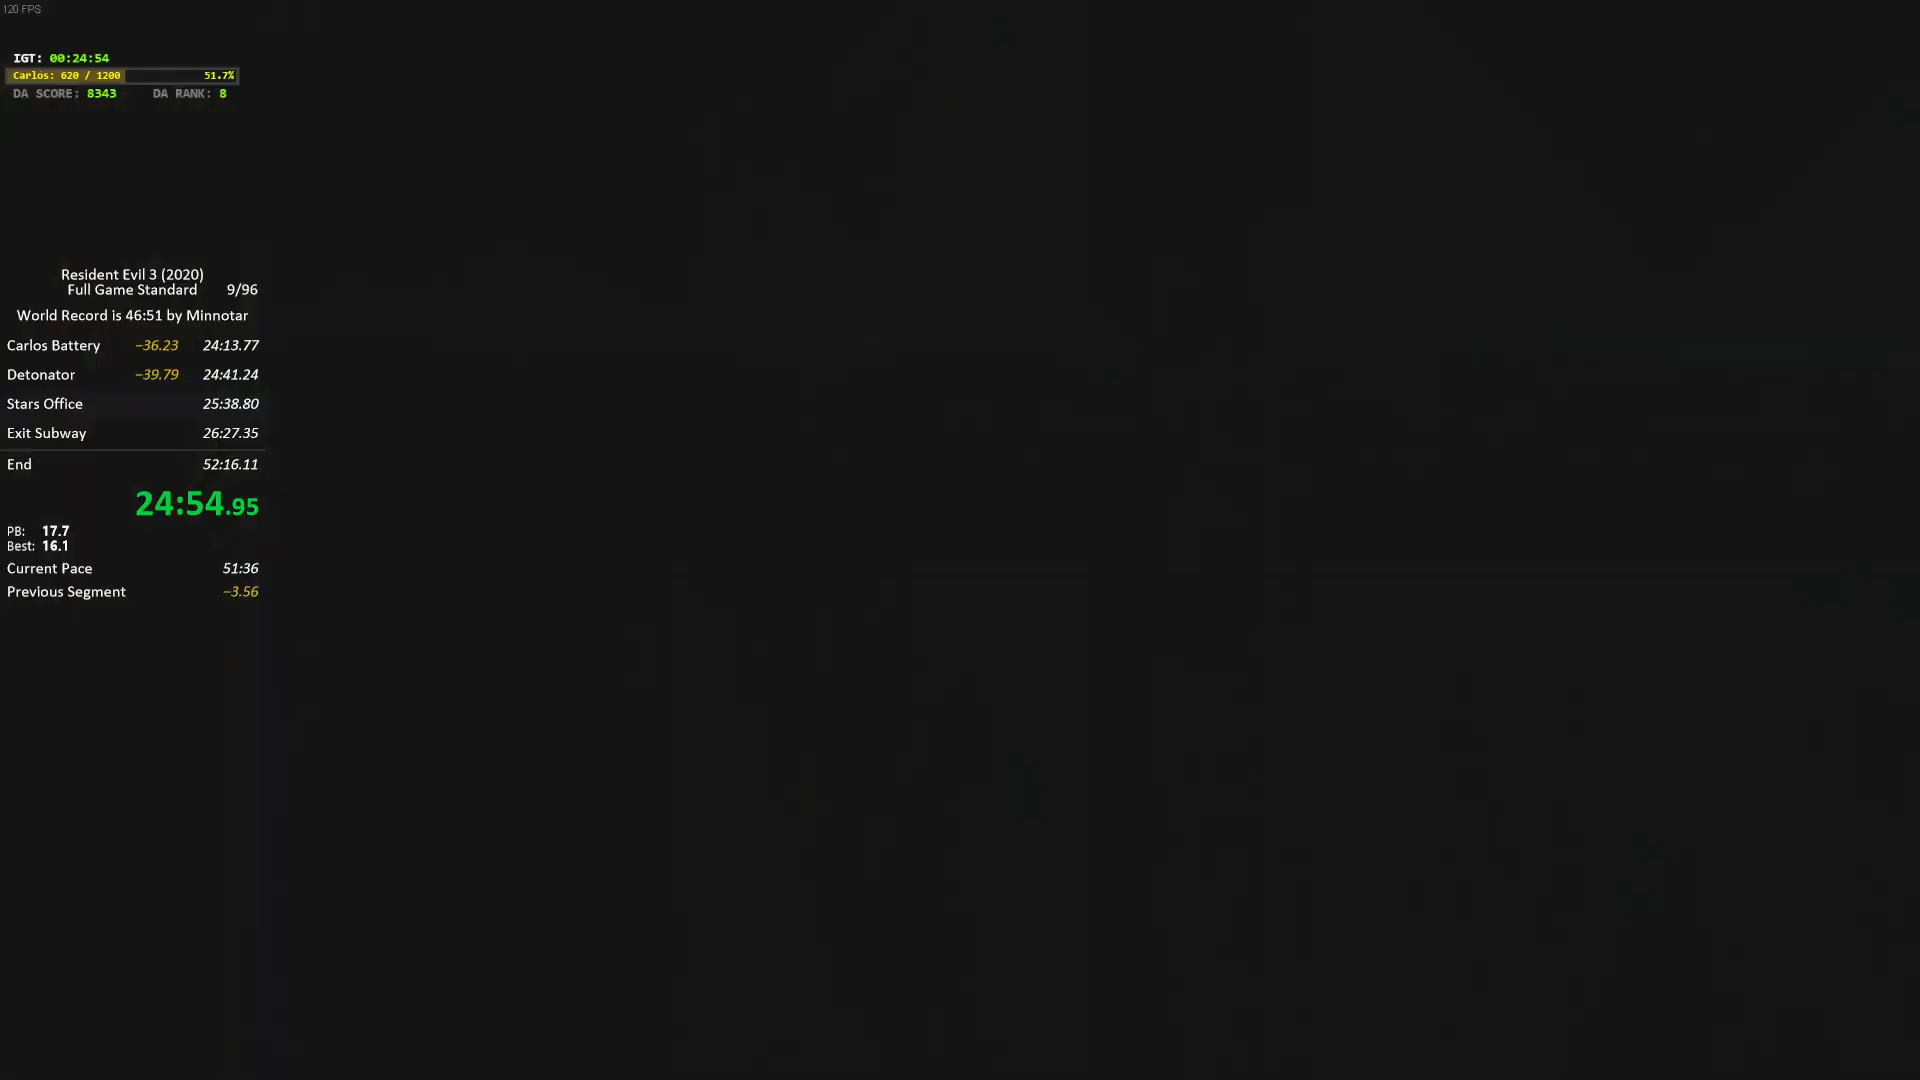 120 FPS
IGT: 00:24:54
Carlos: 620 / 1200 51.7%
DA SCORE: 8343 DA RANK: 8
Resident Evil 3 (2020)
Full Game Standard 9/96
World Record is 46:51 by Minnotar
Carlos Battery −36.23 24:13.77
Detonator −39.79 24:41.24
Stars Office 25:38.80
Exit Subway 26:27.35
End 52:16.11
24:54.95
PB: 17.7
Best: 16.1
Current Pace 51:36
Previous Segment −3.56